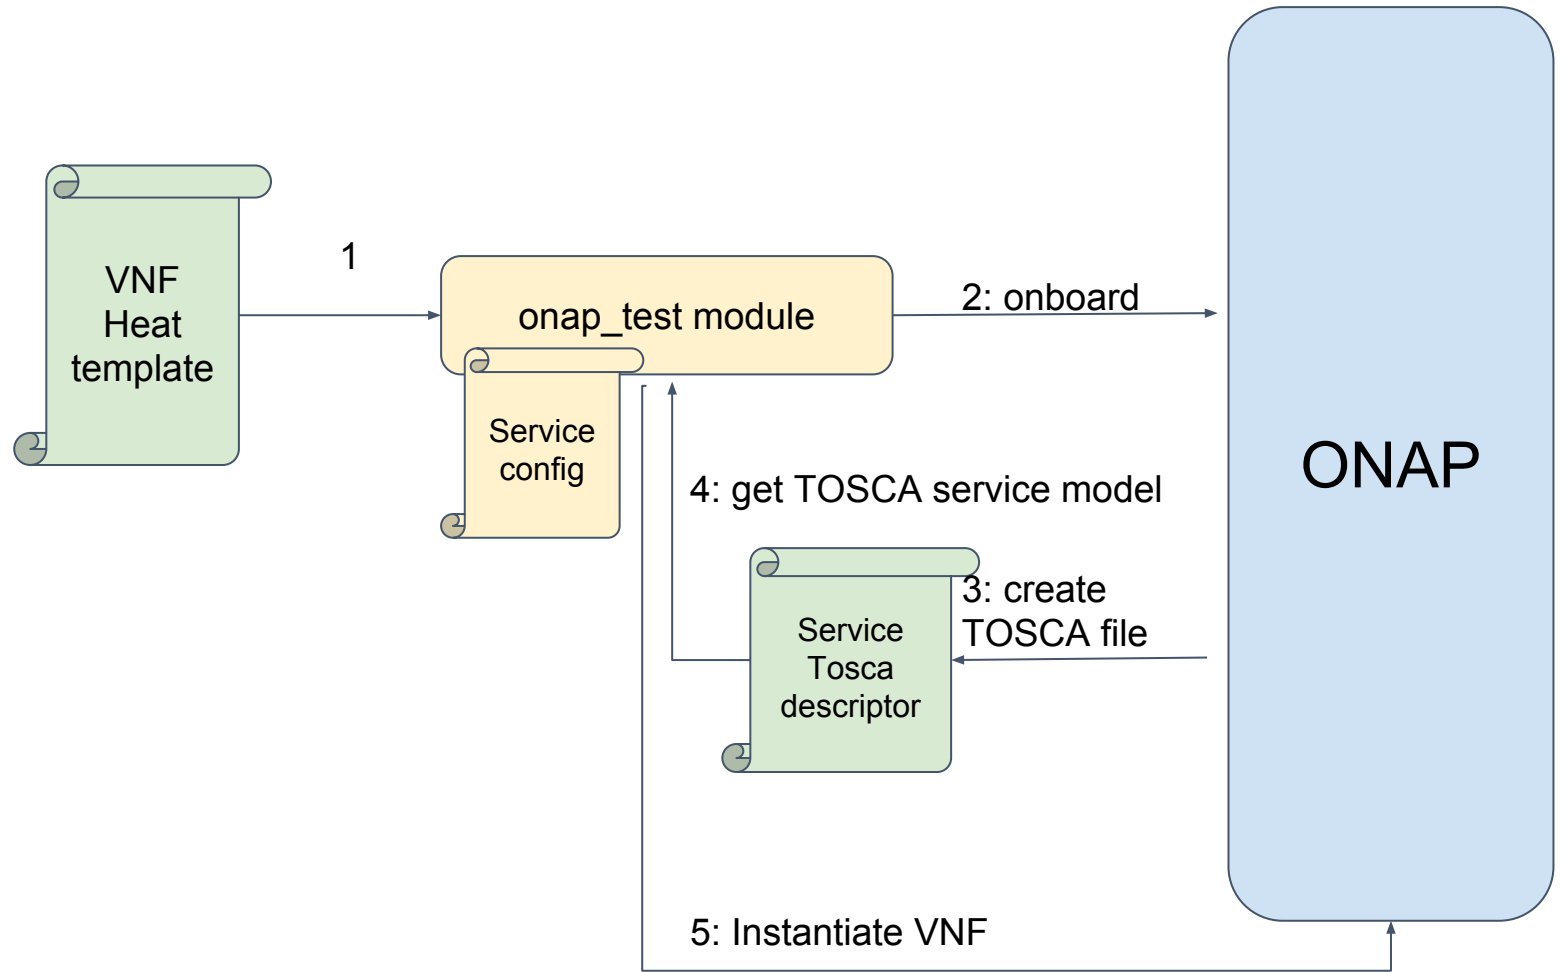 1
VNF
Heat
template
onap_test module
2: onboard
Service
config
ONAP
4: get TOSCA service model
3: create
TOSCA file
Service
Tosca
descriptor
5: Instantiate VNF